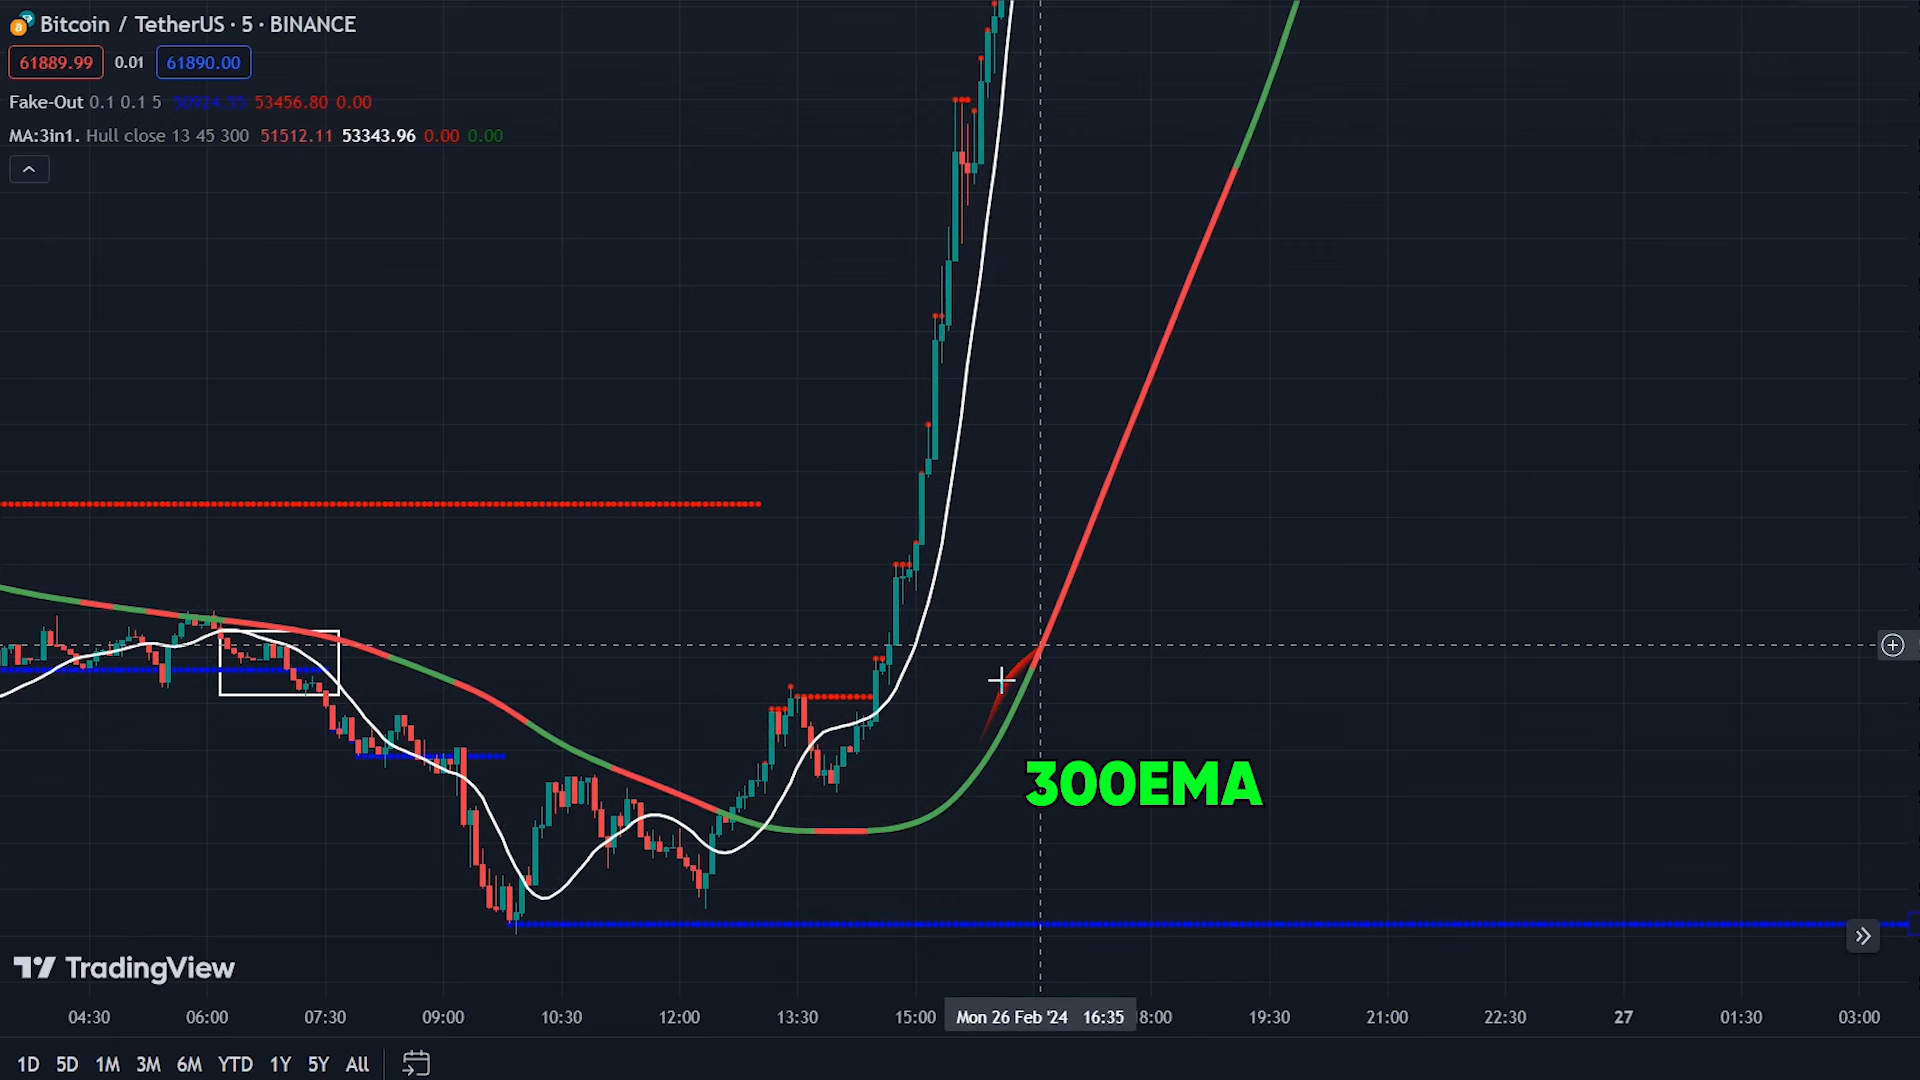 Bitcoin / TetherUS · 5 · BINANCE
61889.99 0.01 61890.00
Fake-Out 0.1 0.1 5 50924.55 53456.80 0.00
MA:3in1. Hull close 13 45 300 51512.11 53343.96 0.00 0.00
300EMA
TradingView
04:30 06:00 07:30 09:00 10:30 12:00 13:30 15:00 Mon 26 Feb '24 16:35 8:00 19:30 21:00 22:30 27 01:30 03:00
1D 5D 1M 3M 6M YTD 1Y 5Y All